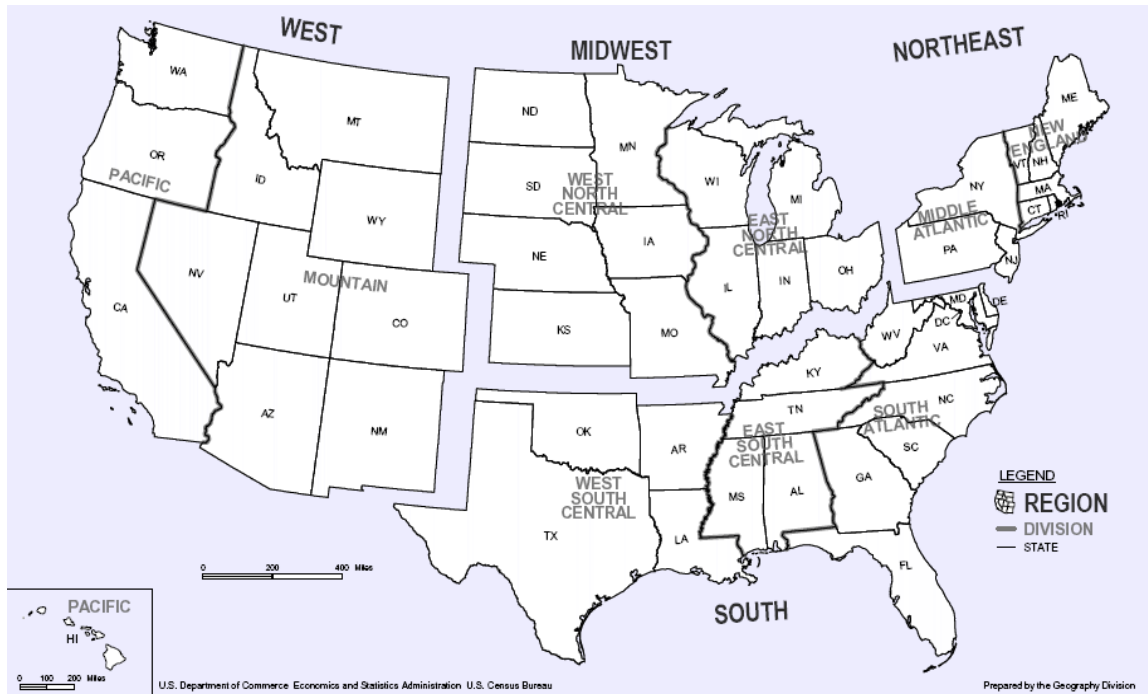 WEST
MIDWEST
NORTHEAST
WA
MT
ND
MN
ME
OR
ID
SD
WI
MI
NY
VT
NH
NEW
ENGLAND
PACIFIC
WY
WEST
NORTH
CENTRAL
EAST
NORTH
CENTRAL
MIDDLE
ATLANTIC
MA
CT
RI
NV
UT
MOUNTAIN
CO
NE
IA
IL
IN
OH
PA
NJ
CA
KS
MO
WV
MD
DE
DC
VA
KY
AZ
NM
OK
AR
TN
NC
SOUTH
ATLANTIC
SC
EAST
SOUTH
CENTRAL
WEST
SOUTH
CENTRAL
TX
LA
MS
AL
GA
FL
LEGEND
REGION
DIVISION
STATE
0 200 400 Miles
SOUTH
PACIFIC
HI
0 100 200 Miles
U.S. Department of Commerce Economics and Statistics Administration U.S. Census Bureau
Prepared by the Geography Division